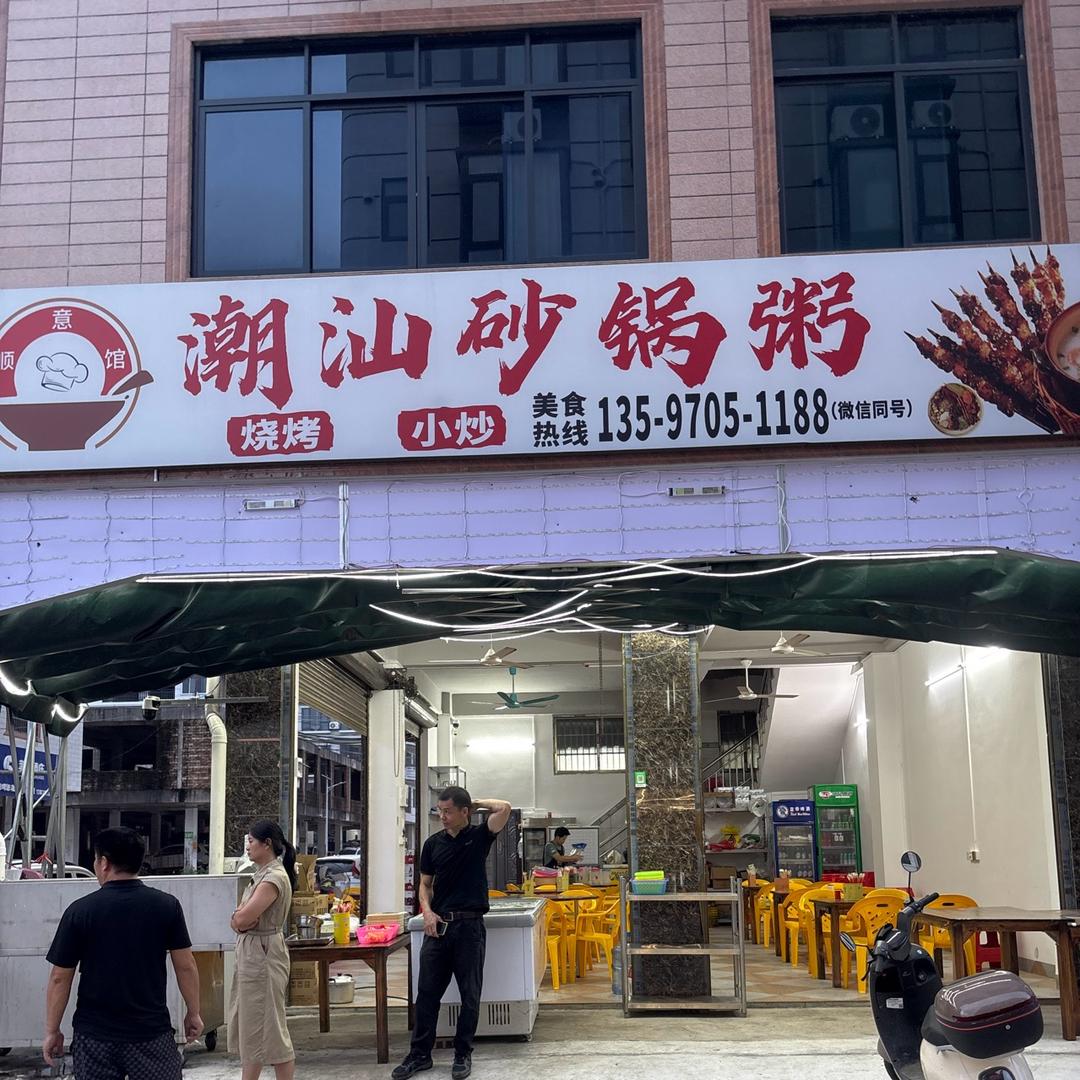 意
顺 馆
潮汕砂锅粥
烧烤 小炒
美食
热线
135-9705-1188(微信同号)